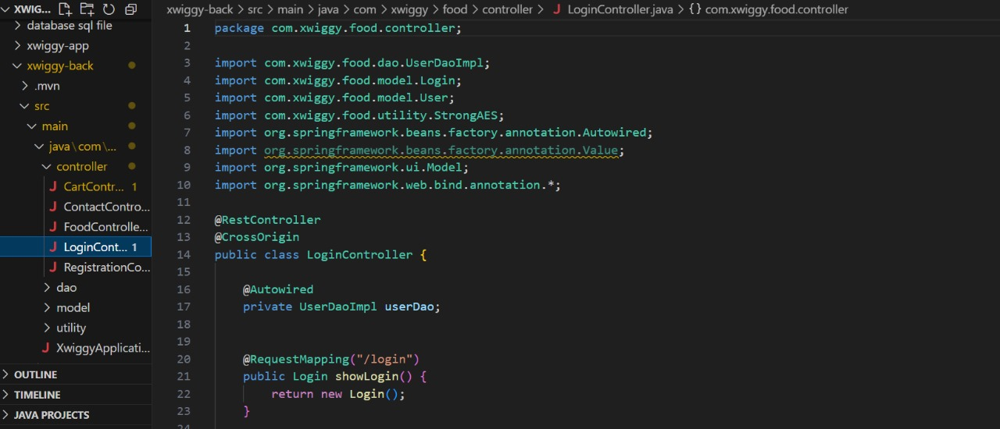 XWIG...
database sql file
xwiggy-app
xwiggy-back
.mvn
src
main
java\com\...
controller
J CartContr... 1
J ContactContro...
J FoodControlle...
J LoginCont... 1
J RegistrationCo...
dao
model
utility
J XwiggyApplicati...
OUTLINE
TIMELINE
JAVA PROJECTS
xwiggy-back > src > main > java > com > xwiggy > food > controller > J LoginController.java > {} com.xwiggy.food.controller
1 package com.xwiggy.food.controller;
2
3 import com.xwiggy.food.dao.UserDaoImpl;
4 import com.xwiggy.food.model.Login;
5 import com.xwiggy.food.model.User;
6 import com.xwiggy.food.utility.StrongAES;
7 import org.springframework.beans.factory.annotation.Autowired;
8 import org.springframework.beans.factory.annotation.Value;
9 import org.springframework.ui.Model;
10 import org.springframework.web.bind.annotation.*;
11
12 @RestController
13 @CrossOrigin
14 public class LoginController {
15
16 @Autowired
17 private UserDaoImpl userDao;
18
19
20 @RequestMapping("/login")
21 public Login showLogin() {
22 return new Login();
23 }
24